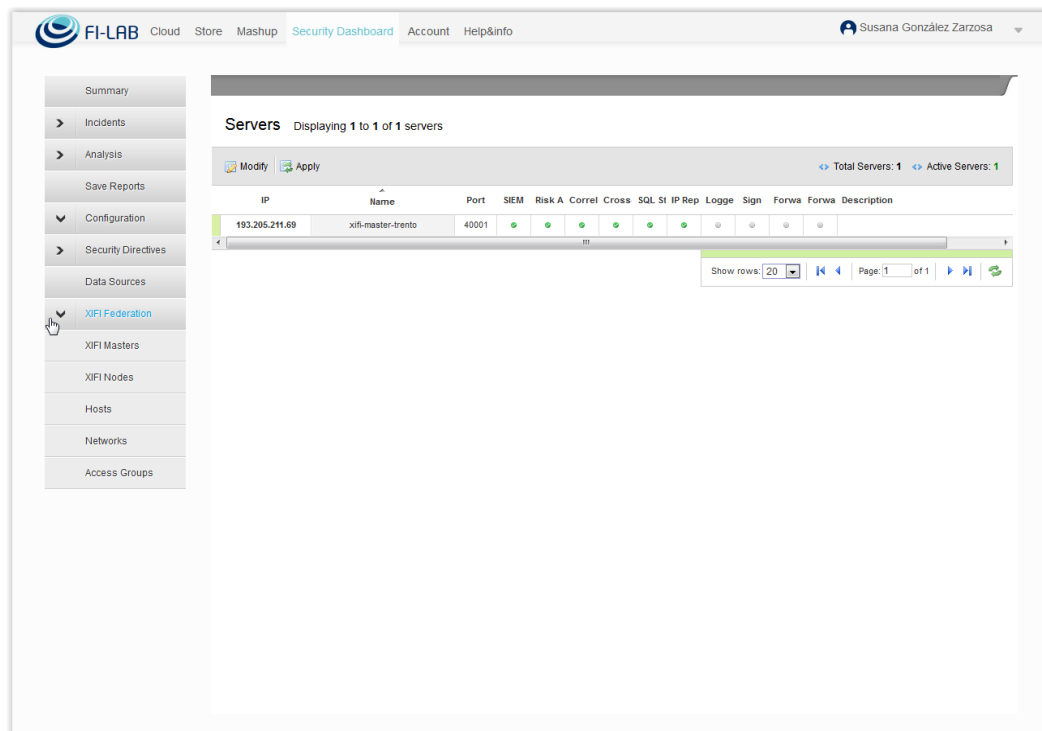 FI-LAB Cloud Store Mashup Security Dashboard Account Help&info Susana González Zarzosa
Summary
Incidents
Analysis
Save Reports
Configuration
Security Directives
Data Sources
XIFI Federation
XIFI Masters
XIFI Nodes
Hosts
Networks
Access Groups
Servers Displaying 1 to 1 of 1 servers
Modify Apply Total Servers: 1 Active Servers: 1
IP Name Port SIEM Risk A Correl Cross SQL St IP Rep Logge Sign Forwa Forwa Description
193.205.211.69 xifi-master-trento 40001
Show rows: 20 Page: 1 of 1